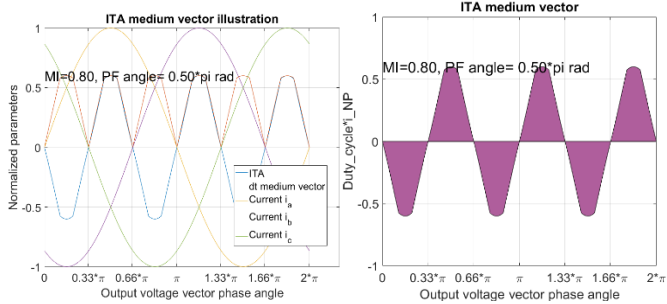 ITA medium vector illustration
MI=0.80, PF angle= 0.50*pi rad
Normalized parameters
1
0.5
0
-0.5
-1
ITA
dt medium vector
Current i_a
Current i_b
Current i_c
0 0.33*π 0.66*π π 1.33*π 1.66*π 2*π
Output voltage vector phase angle
ITA medium vector
MI=0.80, PF angle= 0.50*pi rad
Duty_cycle*i_NP
1
0.5
0
-0.5
-1
0 0.33*π 0.66*π π 1.33*π 1.66*π 2*π
Output voltage vector phase angle